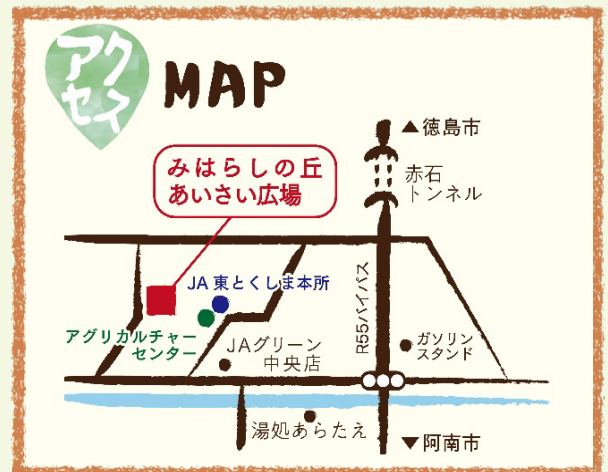 アクセイ
MAP
▲徳島市
赤石
トンネル
みはらしの丘
あいさい広場
JA東とくしま本所
R55バイパス
アグリカルチャー
センター
JAグリーン
中央店
ガソリン
スタンド
湯処あらたえ
▼阿南市